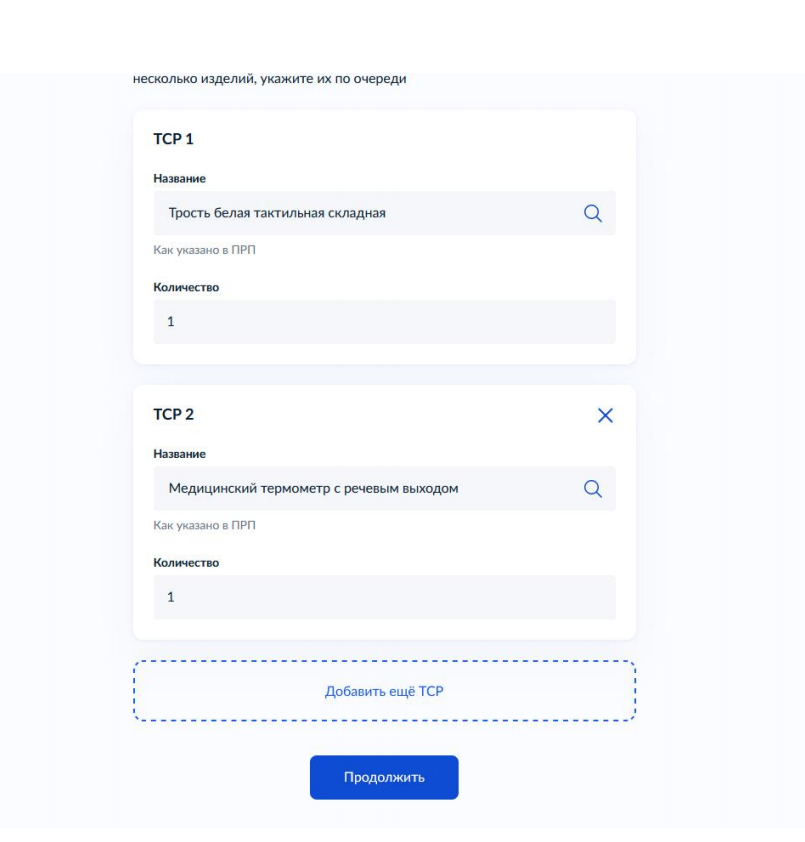 несколько изделий, укажите их по очереди
ТСР 1
Название
Трость белая тактильная складная
Как указано в ПРП
Количество
1
ТСР 2
Название
Медицинский термометр с речевым выходом
Как указано в ПРП
Количество
1
Добавить ещё ТСР
Продолжить